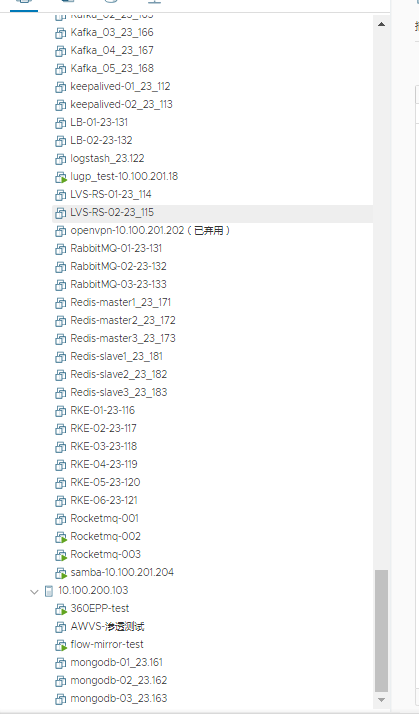 Kafka_02_23_165
Kafka_03_23_166
Kafka_04_23_167
Kafka_05_23_168
keepalived-01_23_112
keepalived-02_23_113
LB-01-23-131
LB-02-23-132
logstash_23.122
lugp_test-10.100.201.18
LVS-RS-01-23_114
LVS-RS-02-23_115
openvpn-10.100.201.202（已弃用）
RabbitMQ-01-23-131
RabbitMQ-02-23-132
RabbitMQ-03-23-133
Redis-master1_23_171
Redis-master2_23_172
Redis-master3_23_173
Redis-slave1_23_181
Redis-slave2_23_182
Redis-slave3_23_183
RKE-01-23-116
RKE-02-23-117
RKE-03-23-118
RKE-04-23-119
RKE-05-23-120
RKE-06-23-121
Rocketmq-001
Rocketmq-002
Rocketmq-003
samba-10.100.201.204
10.100.200.103
360EPP-test
AWVS-渗透测试
flow-mirror-test
mongodb-01_23.161
mongodb-02_23.162
mongodb-03_23.163